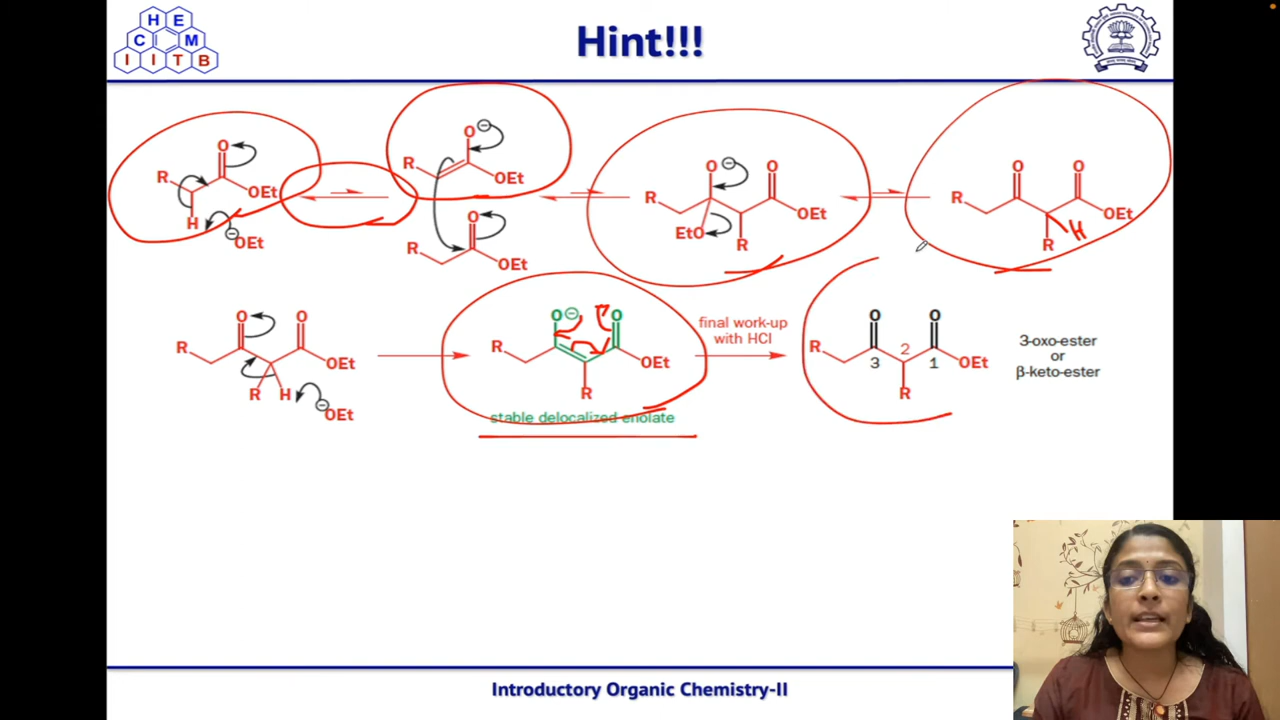 H E
C M
I I T B
Hint!!!
O⊖
O
R
R
OEt
OEt
H
⊖
OEt
O
R
OEt
O⊖ O
R
OEt
EtO
R
O O
R
OEt
R H
O O
R
OEt
R H
⊖
OEt
O⊖ O
R
OEt
R
stable delocalized enolate
final work-up
with HCl
O O
R
2
3 1 OEt
R
3-oxo-ester
or
β-keto-ester
Introductory Organic Chemistry-II